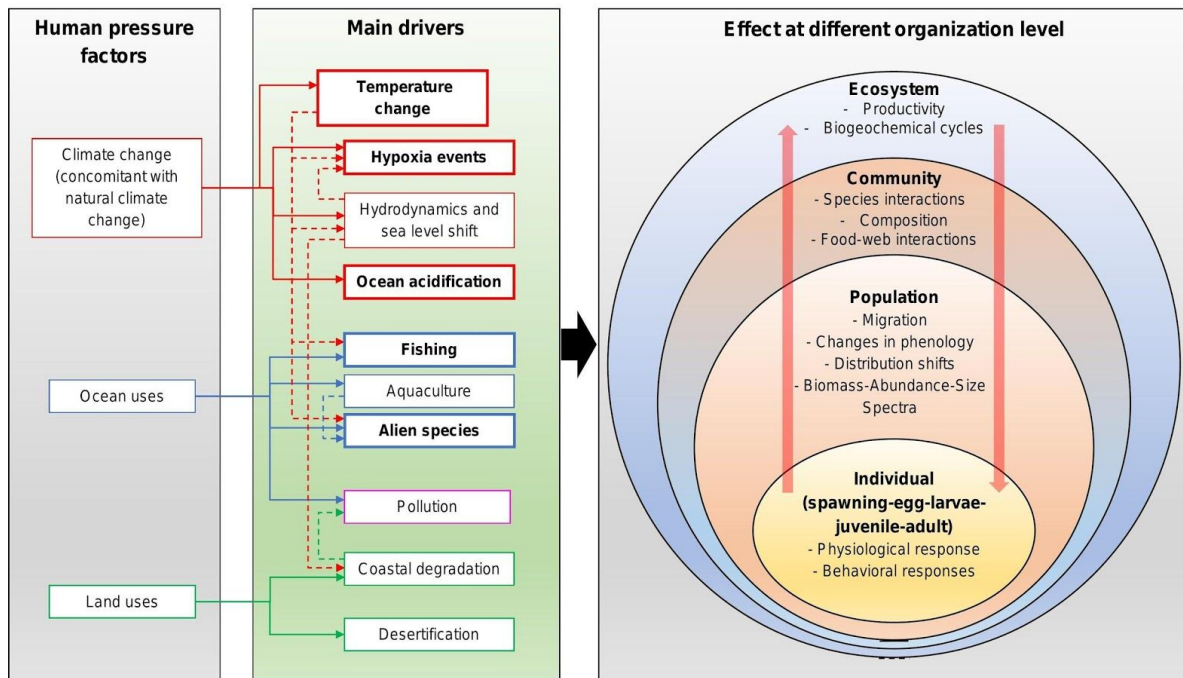 Human pressure
factors
Climate change
(concomitant with
natural climate
change)
Ocean uses
Land uses
Main drivers
Temperature
change
Hypoxia events
Hydrodynamics and
sea level shift
Ocean acidification
Fishing
Aquaculture
Alien species
Pollution
Coastal degradation
Desertification
Effect at different organization level
Ecosystem
- Productivity
- Biogeochemical cycles
Community
- Species interactions
- Composition
- Food-web interactions
Population
- Migration
- Changes in phenology
- Distribution shifts
- Biomass-Abundance-Size
Spectra
Individual
(spawning-egg-larvae-
juvenile-adult)
- Physiological response
- Behavioral responses